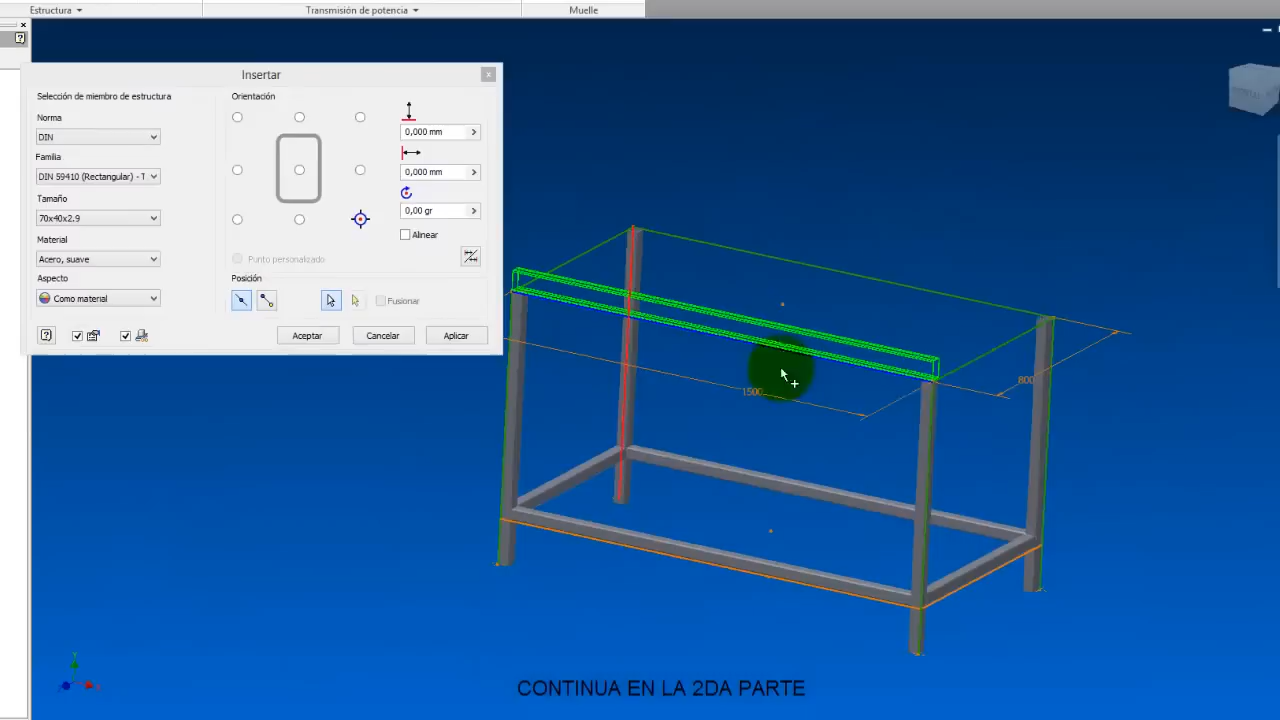 Estructura
Transmisión de potencia
Muelle
Insertar
Selección de miembro de estructura
Norma
DIN
Familia
DIN 59410 (Rectangular) - T
Tamaño
70x40x2.9
Material
Acero, suave
Aspecto
Como material
Orientación
0,000 mm
0,000 mm
0,00 gr
Alinear
Punto personalizado
Posición
Fusionar
Aceptar
Cancelar
Aplicar
1500
800
CONTINUA EN LA 2DA PARTE